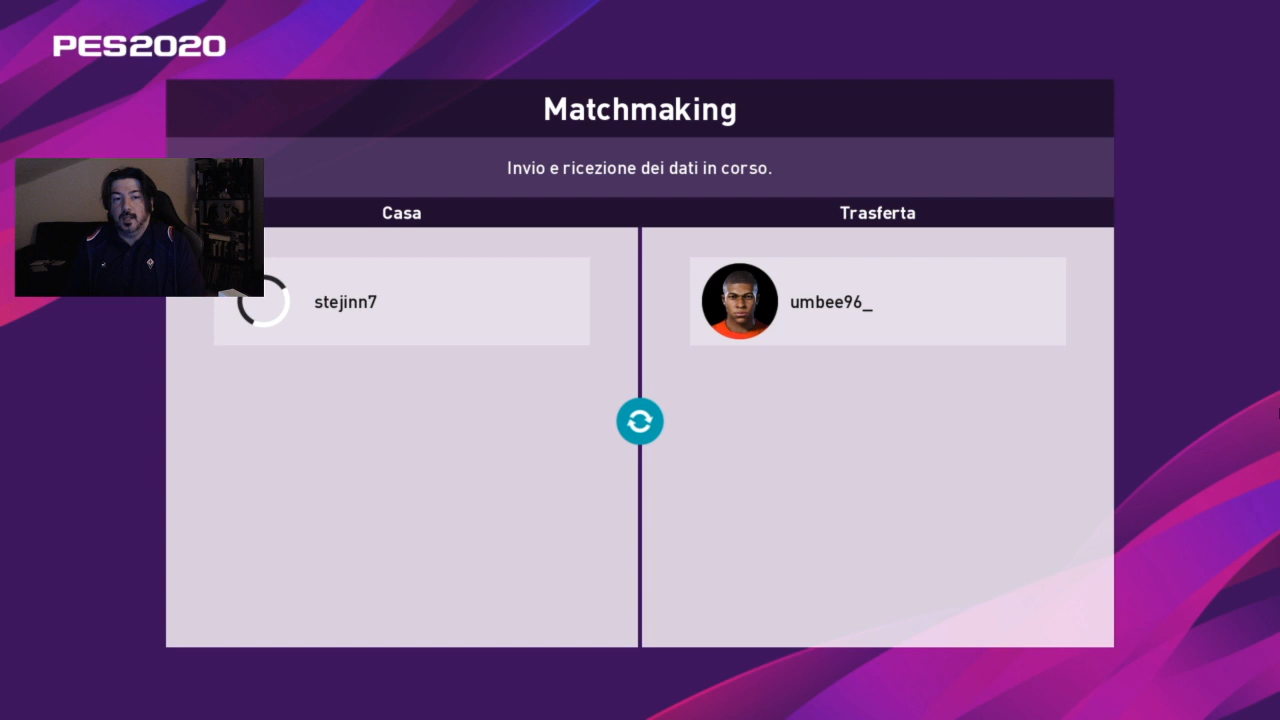 PES2020
Matchmaking
Invio e ricezione dei dati in corso.
Casa
Trasferta
stejinn7
umbee96_